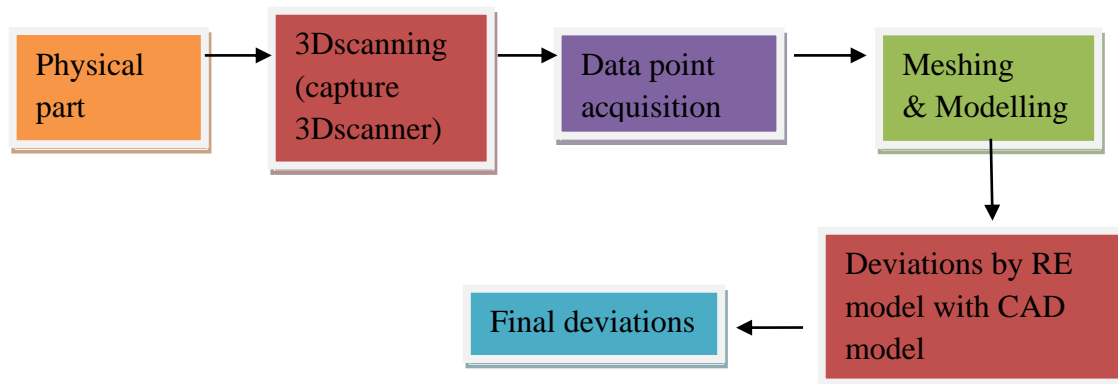 Physical
part
3Dscanning
(capture
3Dscanner)
Data point
acquisition
Meshing
& Modelling
Deviations by RE
model with CAD
model
Final deviations